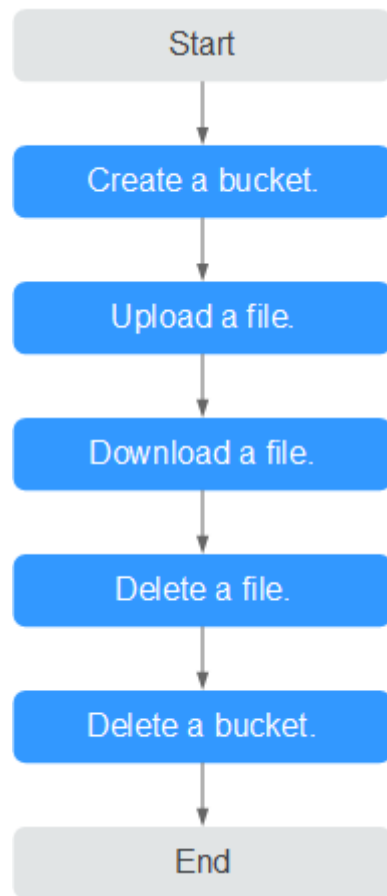 Start
Create a bucket.
Upload a file.
Download a file.
Delete a file.
Delete a bucket.
End